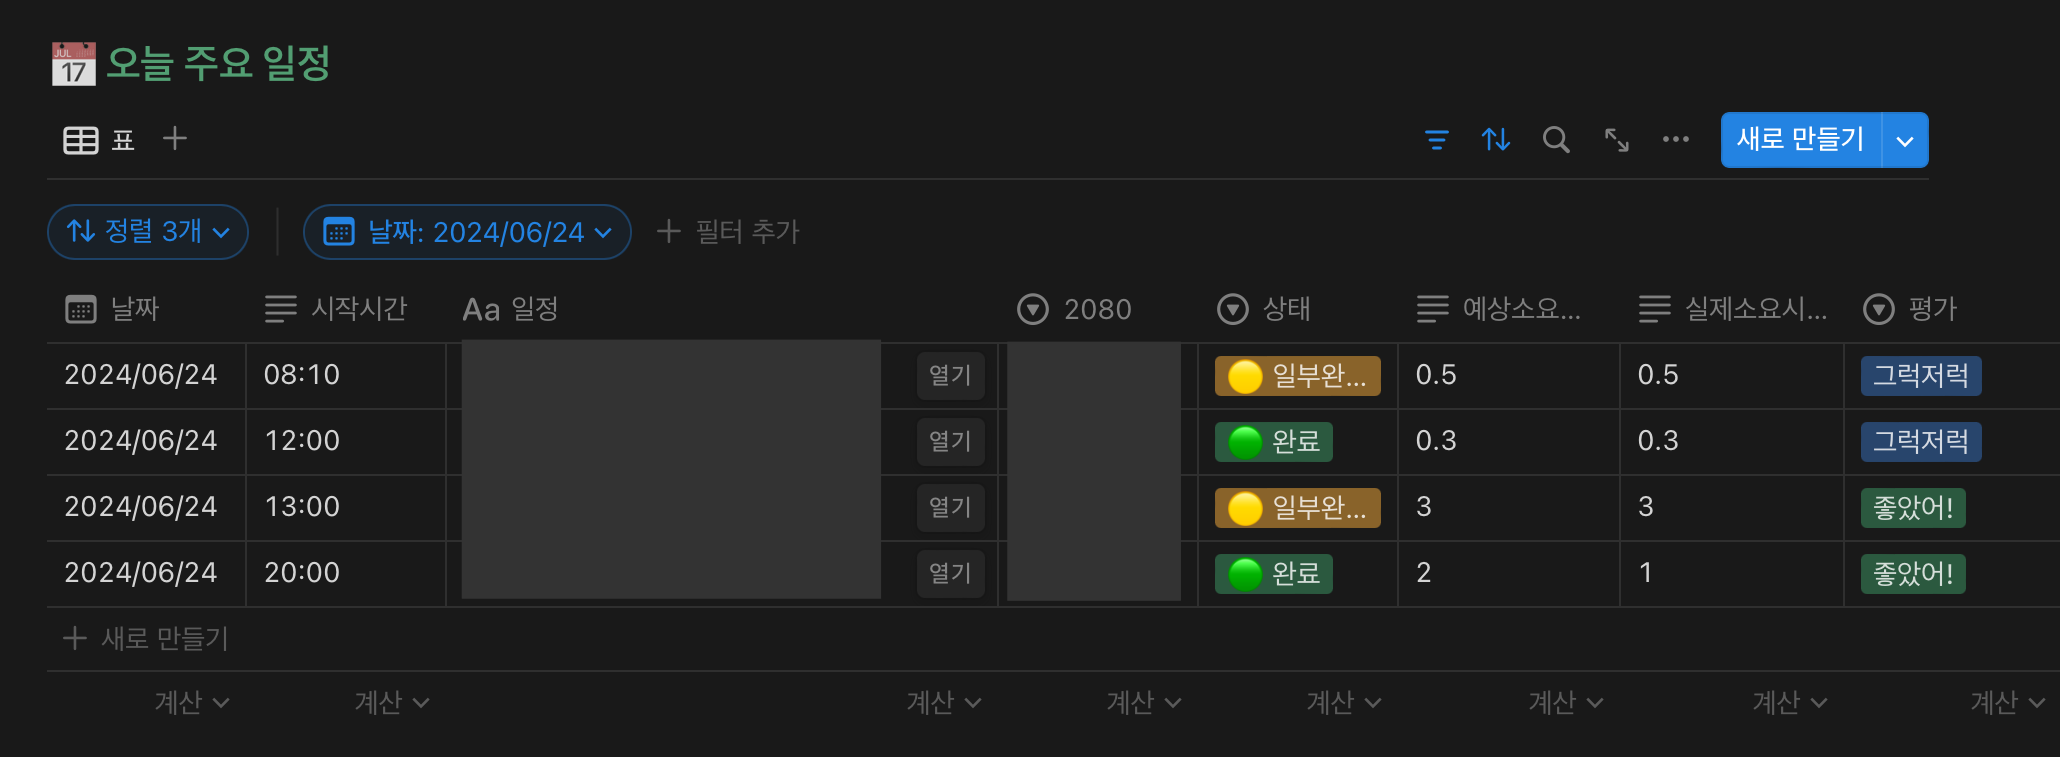 JUL 17 오늘 주요 일정
표
새로 만들기
정렬 3개 날짜: 2024/06/24 필터 추가
날짜 시작시간 Aa 일정 2080 상태 예상소요... 실제소요시... 평가
2024/06/24 08:10 열기 일부완... 0.5 0.5 그럭저럭
2024/06/24 12:00 열기 완료 0.3 0.3 그럭저럭
2024/06/24 13:00 열기 일부완... 3 3 좋았어!
2024/06/24 20:00 열기 완료 2 1 좋았어!
새로 만들기
계산 계산 계산 계산 계산 계산 계산 계산